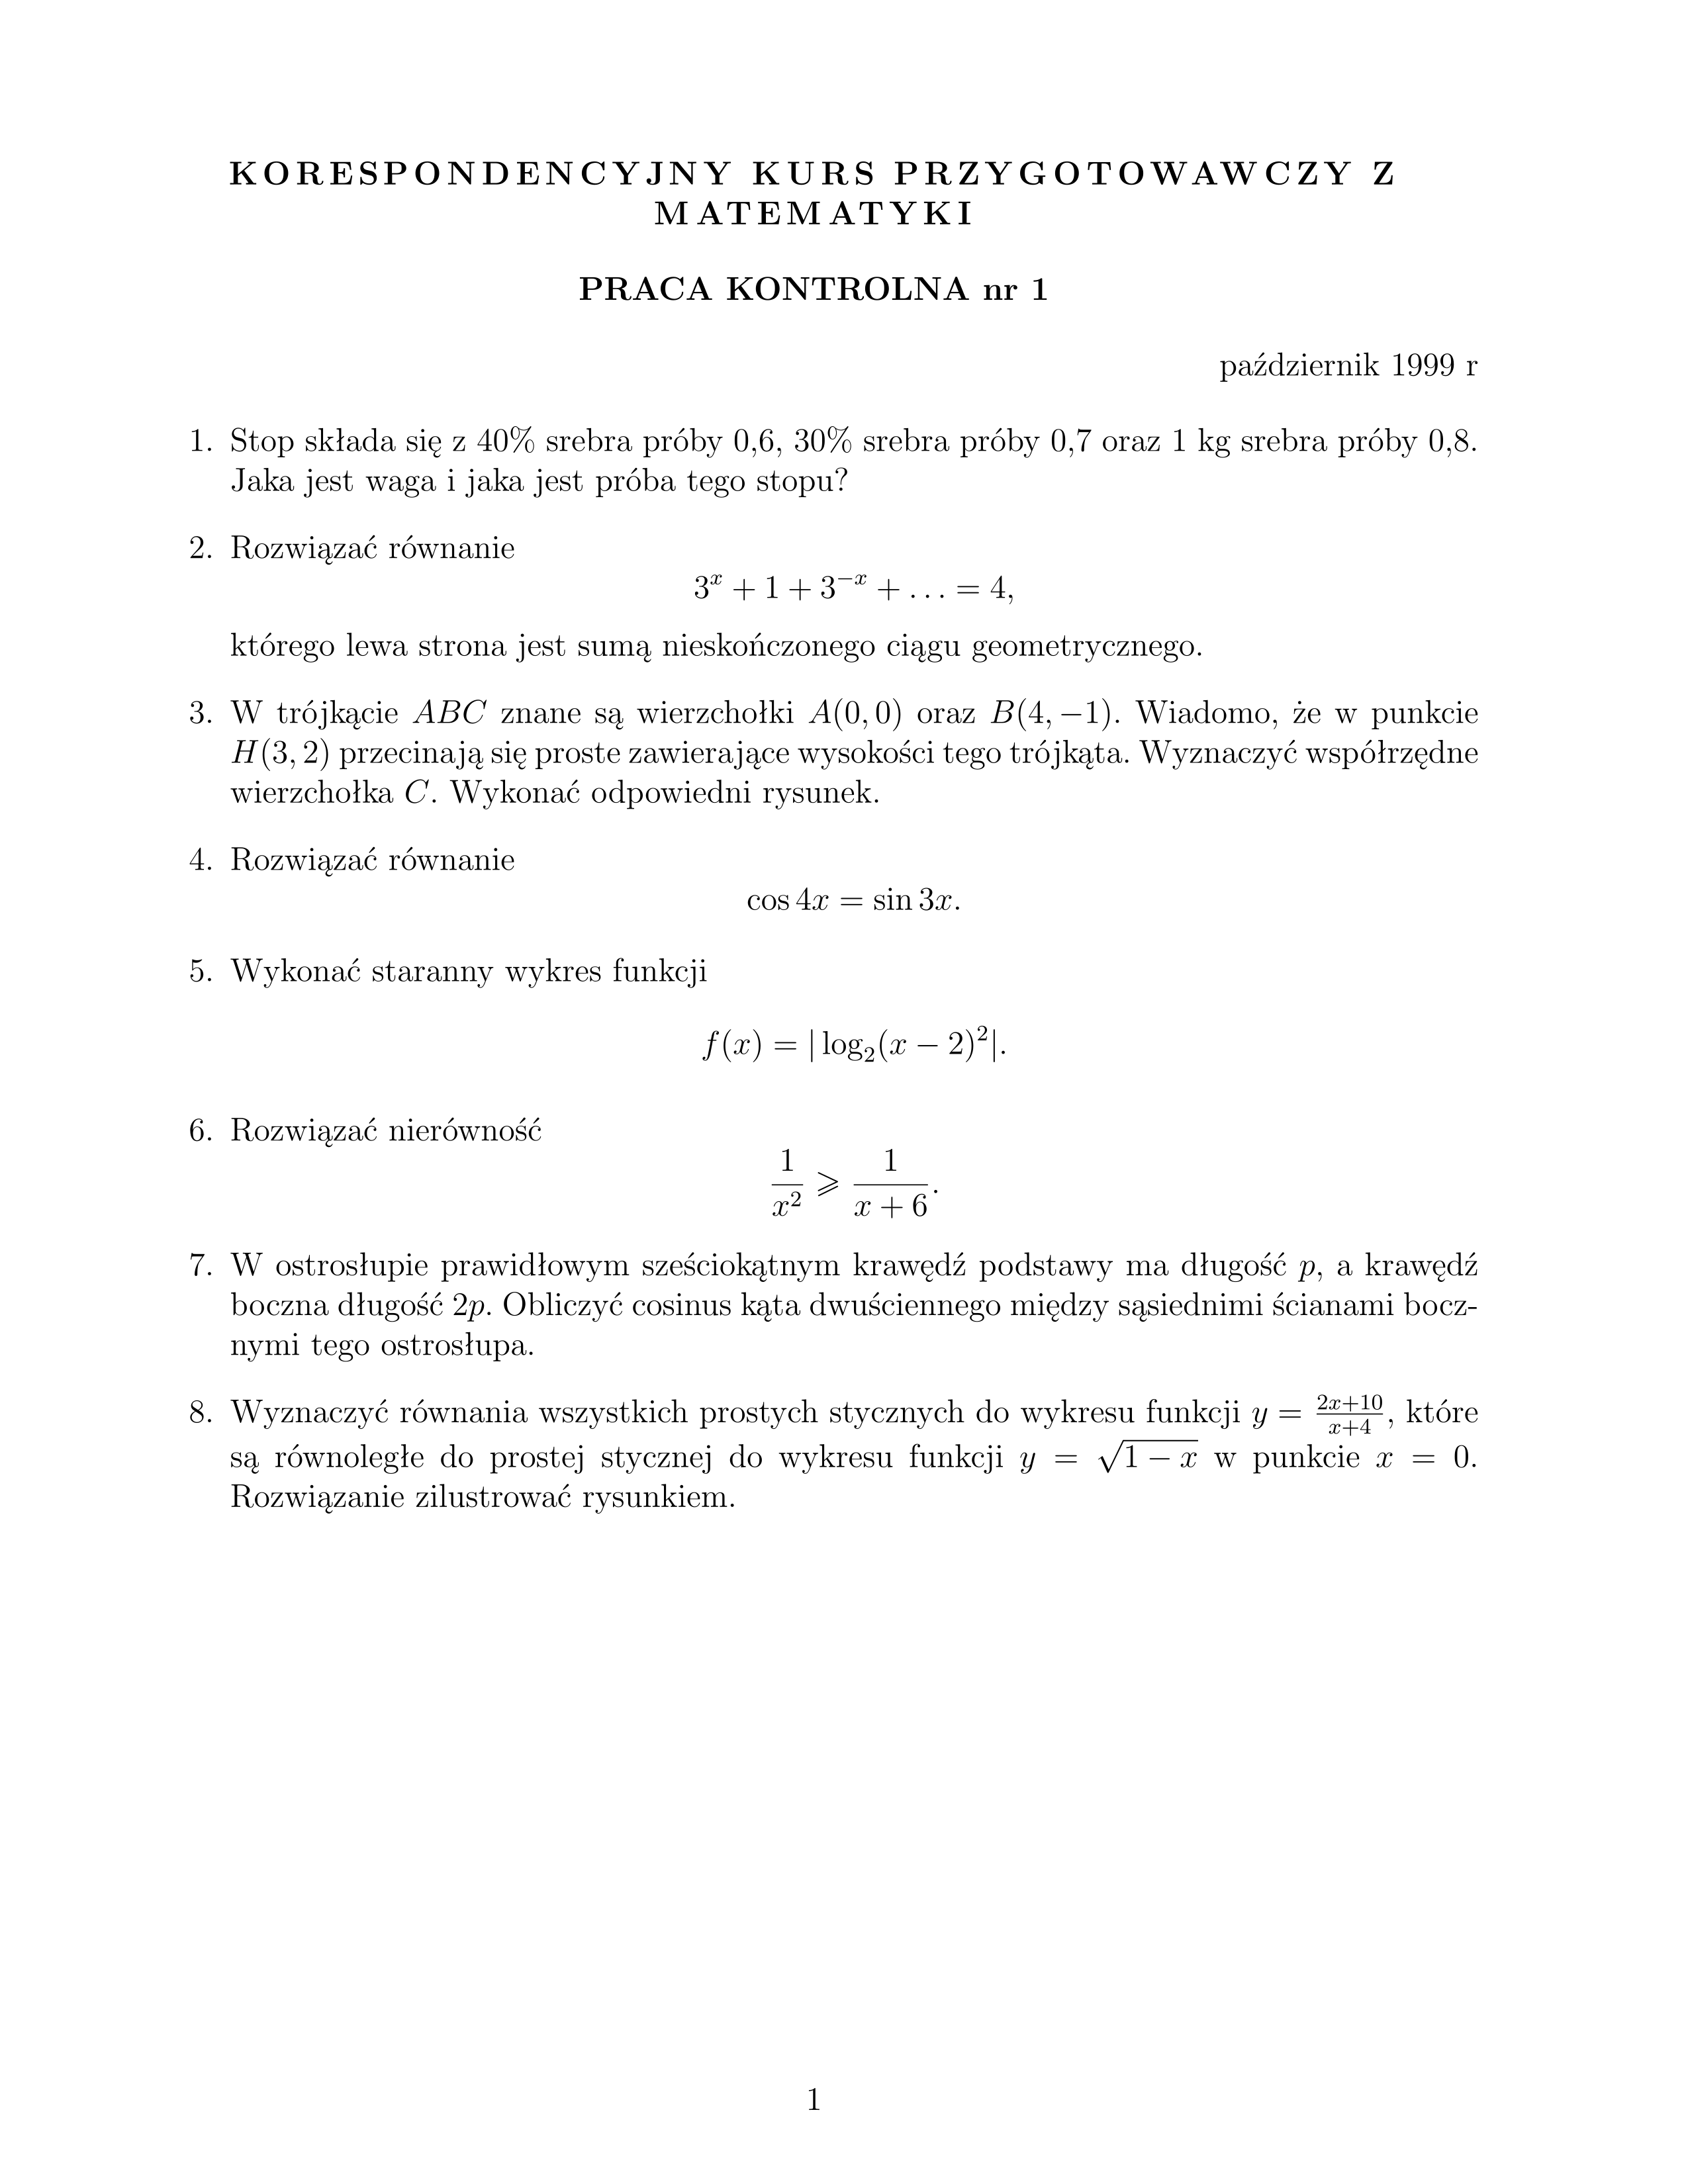 KORESPONDENCYJNY KURS PRZYGOTOWAWCZY Z
MATEMATYKI
PRACA KONTROLNA nr 1
październik 1999 r
1. Stop składa się z 40% srebra próby 0,6, 30% srebra próby 0,7 oraz 1 kg srebra próby 0,8.
Jaka jest waga i jaka jest próba tego stopu?
2. Rozwiązać równanie
$3^x + 1 + 3^{-x} + \ldots = 4,$
którego lewa strona jest sumą nieskończonego ciągu geometrycznego.
3. W trójkącie $ABC$ znane są wierzchołki $A(0, 0)$ oraz $B(4, -1)$. Wiadomo, że w punkcie
$H(3, 2)$ przecinają się proste zawierające wysokości tego trójkąta. Wyznaczyć współrzędne
wierzchołka $C$. Wykonać odpowiedni rysunek.
4. Rozwiązać równanie
$\cos 4x = \sin 3x.$
5. Wykonać staranny wykres funkcji
$f(x) = |\log_2(x - 2)^2|.$
6. Rozwiązać nierówność
$\frac{1}{x^2} \geqslant \frac{1}{x + 6}.$
7. W ostrosłupie prawidłowym sześciokątnym krawędź podstawy ma długość $p$, a krawędź
boczna długość $2p$. Obliczyć cosinus kąta dwuściennego między sąsiednimi ścianami bocz-
nymi tego ostrosłupa.
8. Wyznaczyć równania wszystkich prostych stycznych do wykresu funkcji $y = \frac{2x+10}{x+4}$, które
są równoległe do prostej stycznej do wykresu funkcji $y = \sqrt{1 - x}$ w punkcie $x = 0$.
Rozwiązanie zilustrować rysunkiem.
1